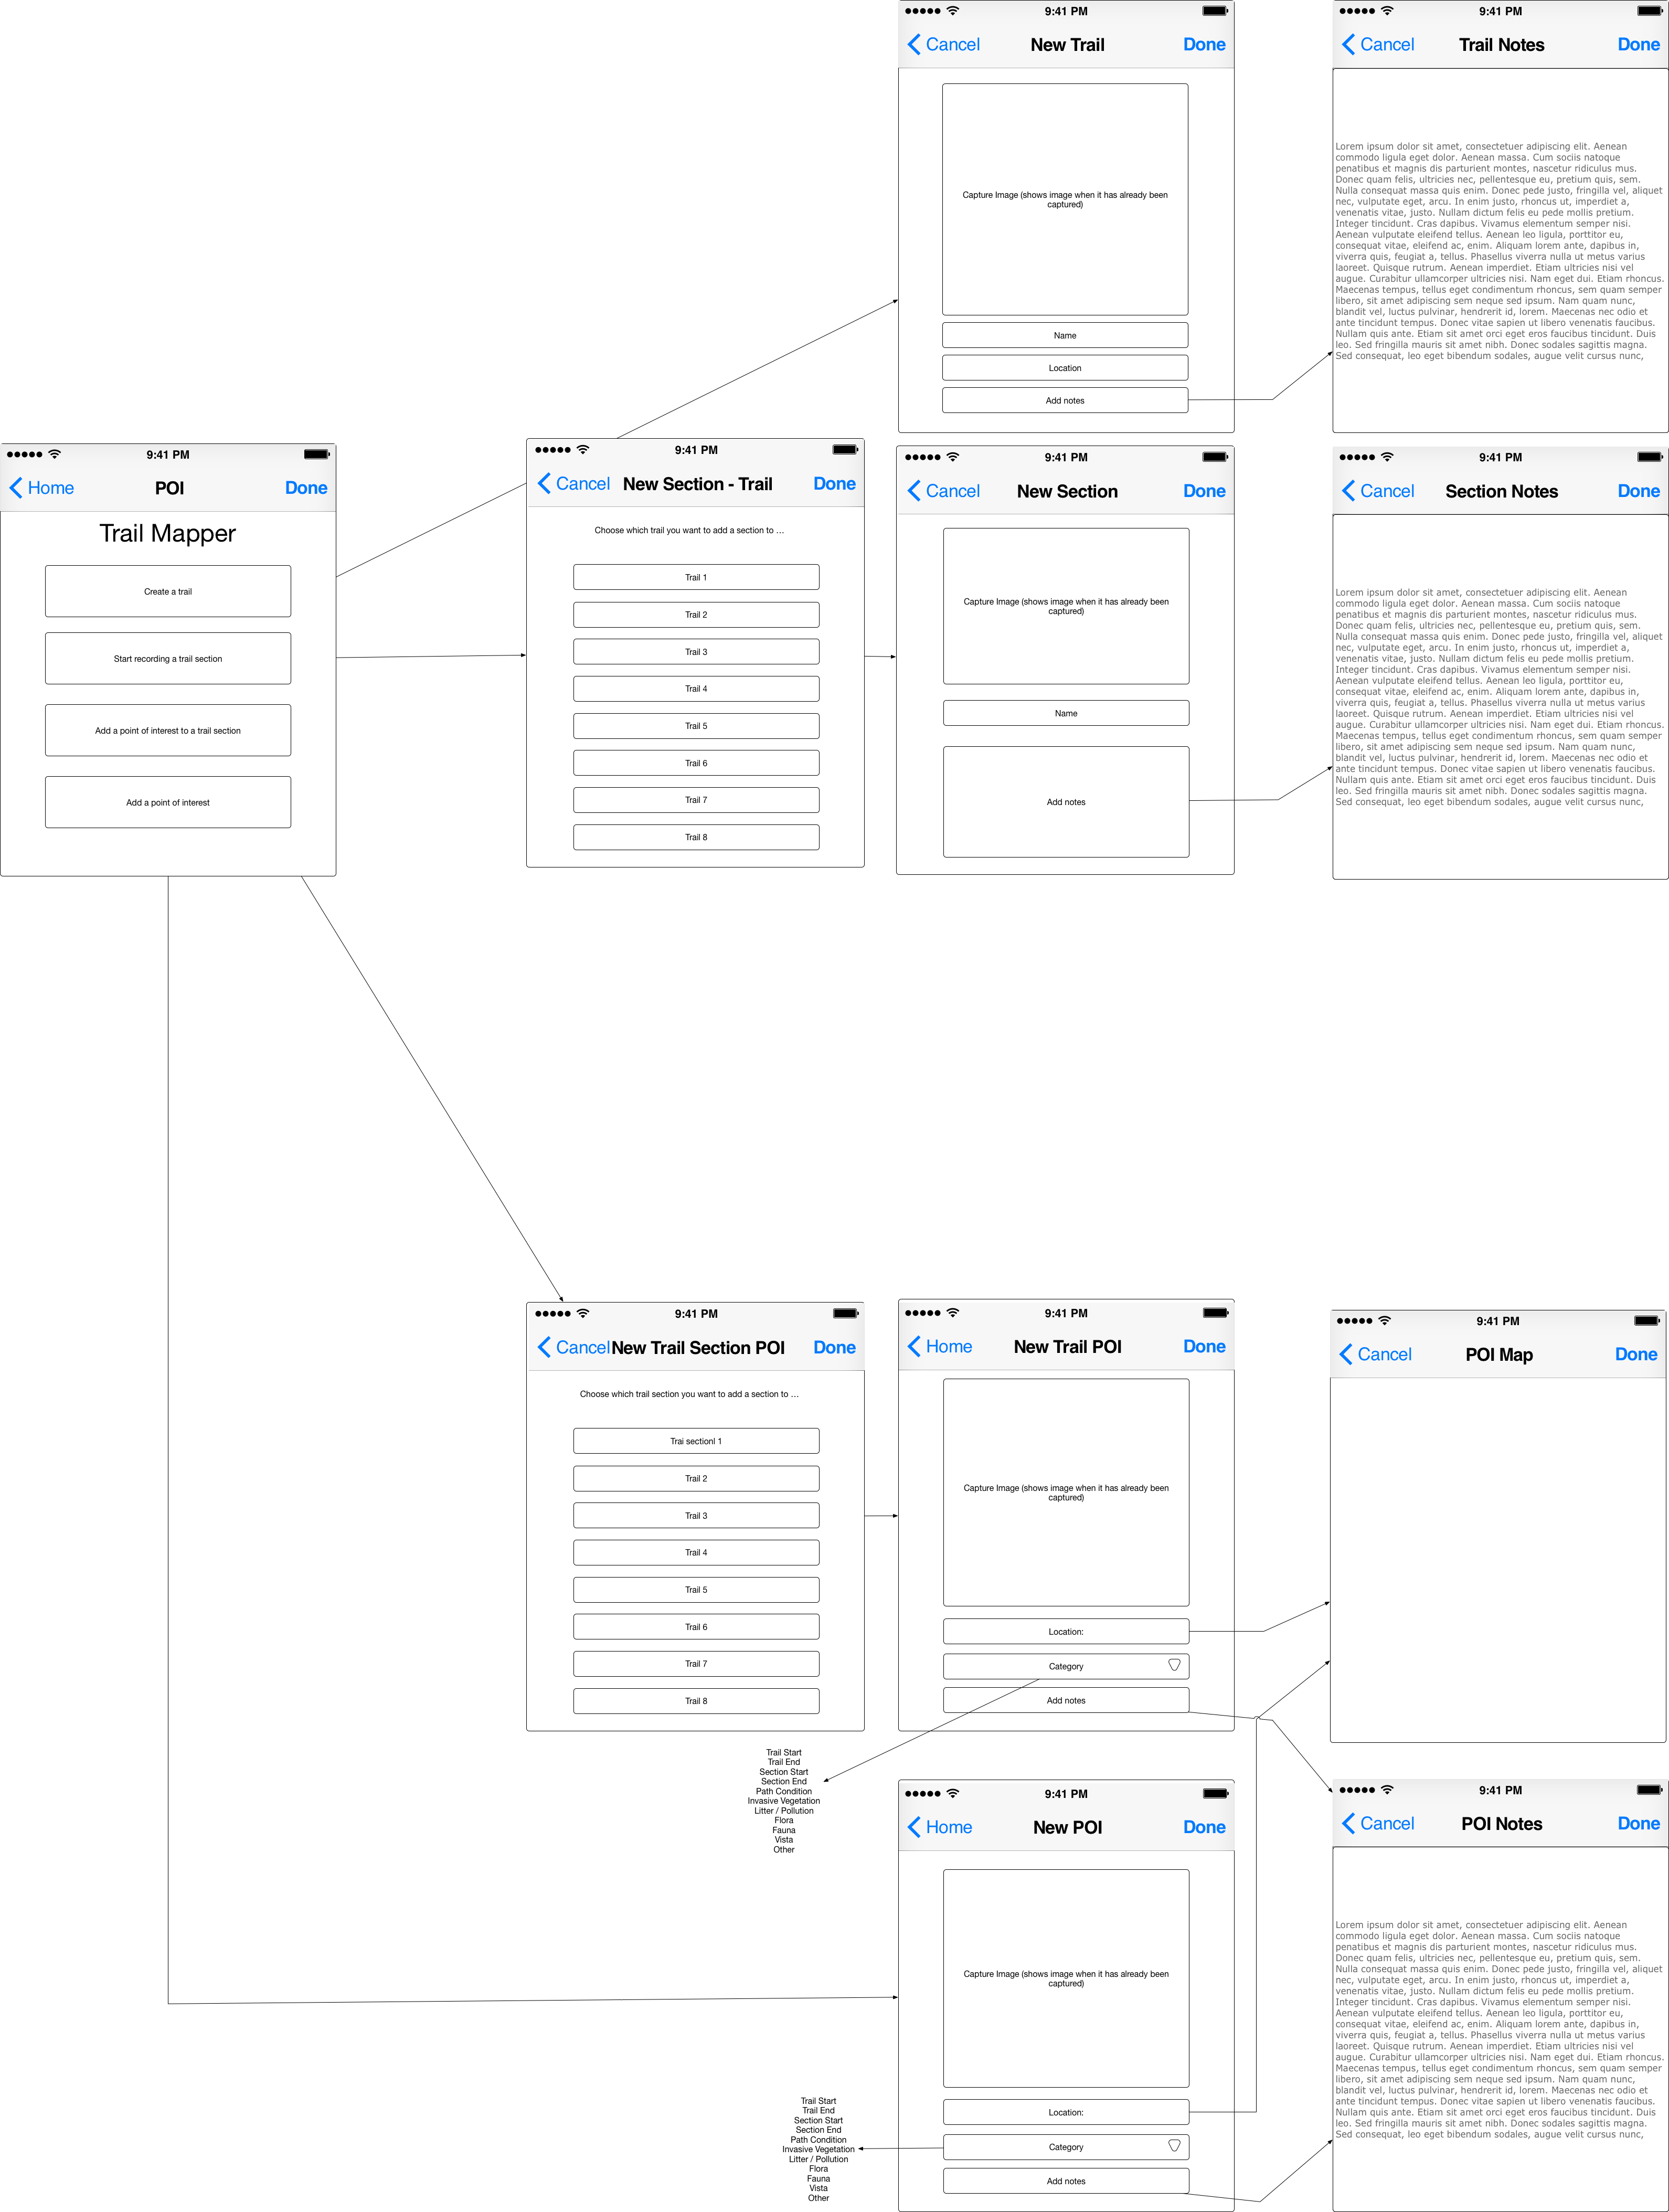 9:41 PM
Cancel New Trail Done
Capture Image (shows image when it has already been
captured)
Name
Location
Add notes
9:41 PM
Cancel Trail Notes Done
Lorem ipsum dolor sit amet, consectetuer adipiscing elit. Aenean
commodo ligula eget dolor. Aenean massa. Cum sociis natoque
penatibus et magnis dis parturient montes, nascetur ridiculus mus.
Donec quam felis, ultricies nec, pellentesque eu, pretium quis, sem.
Nulla consequat massa quis enim. Donec pede justo, fringilla vel, aliquet
nec, vulputate eget, arcu. In enim justo, rhoncus ut, imperdiet a,
venenatis vitae, justo. Nullam dictum felis eu pede mollis pretium.
Integer tincidunt. Cras dapibus. Vivamus elementum semper nisi.
Aenean vulputate eleifend tellus. Aenean leo ligula, porttitor eu,
consequat vitae, eleifend ac, enim. Aliquam lorem ante, dapibus in,
viverra quis, feugiat a, tellus. Phasellus viverra nulla ut metus varius
laoreet. Quisque rutrum. Aenean imperdiet. Etiam ultricies nisi vel
augue. Curabitur ullamcorper ultricies nisi. Nam eget dui. Etiam rhoncus.
Maecenas tempus, tellus eget condimentum rhoncus, sem quam semper
libero, sit amet adipiscing sem neque sed ipsum. Nam quam nunc,
blandit vel, luctus pulvinar, hendrerit id, lorem. Maecenas nec odio et
ante tincidunt tempus. Donec vitae sapien ut libero venenatis faucibus.
Nullam quis ante. Etiam sit amet orci eget eros faucibus tincidunt. Duis
leo. Sed fringilla mauris sit amet nibh. Donec sodales sagittis magna.
Sed consequat, leo eget bibendum sodales, augue velit cursus nunc,
9:41 PM
Home POI Done
Trail Mapper
Create a trail
Start recording a trail section
Add a point of interest to a trail section
Add a point of interest
9:41 PM
Cancel New Section - Trail Done
Choose which trail you want to add a section to ...
Trail 1
Trail 2
Trail 3
Trail 4
Trail 5
Trail 6
Trail 7
Trail 8
9:41 PM
Cancel New Section Done
Capture Image (shows image when it has already been
captured)
Name
Add notes
9:41 PM
Cancel Section Notes Done
Lorem ipsum dolor sit amet, consectetuer adipiscing elit. Aenean
commodo ligula eget dolor. Aenean massa. Cum sociis natoque
penatibus et magnis dis parturient montes, nascetur ridiculus mus.
Donec quam felis, ultricies nec, pellentesque eu, pretium quis, sem.
Nulla consequat massa quis enim. Donec pede justo, fringilla vel, aliquet
nec, vulputate eget, arcu. In enim justo, rhoncus ut, imperdiet a,
venenatis vitae, justo. Nullam dictum felis eu pede mollis pretium.
Integer tincidunt. Cras dapibus. Vivamus elementum semper nisi.
Aenean vulputate eleifend tellus. Aenean leo ligula, porttitor eu,
consequat vitae, eleifend ac, enim. Aliquam lorem ante, dapibus in,
viverra quis, feugiat a, tellus. Phasellus viverra nulla ut metus varius
laoreet. Quisque rutrum. Aenean imperdiet. Etiam ultricies nisi vel
augue. Curabitur ullamcorper ultricies nisi. Nam eget dui. Etiam rhoncus.
Maecenas tempus, tellus eget condimentum rhoncus, sem quam semper
libero, sit amet adipiscing sem neque sed ipsum. Nam quam nunc,
blandit vel, luctus pulvinar, hendrerit id, lorem. Maecenas nec odio et
ante tincidunt tempus. Donec vitae sapien ut libero venenatis faucibus.
Nullam quis ante. Etiam sit amet orci eget eros faucibus tincidunt. Duis
leo. Sed fringilla mauris sit amet nibh. Donec sodales sagittis magna.
Sed consequat, leo eget bibendum sodales, augue velit cursus nunc,
9:41 PM
Cancel New Trail Section POI Done
Choose which trail section you want to add a section to ...
Trai sectionl 1
Trail 2
Trail 3
Trail 4
Trail 5
Trail 6
Trail 7
Trail 8
9:41 PM
Home New Trail POI Done
Capture Image (shows image when it has already been
captured)
Location:
Category
Add notes
9:41 PM
Cancel POI Map Done
Trail Start
Trail End
Section Start
Section End
Path Condition
Invasive Vegetation
Litter / Pollution
Flora
Fauna
Vista
Other
9:41 PM
Home New POI Done
Capture Image (shows image when it has already been
captured)
Location:
Category
Add notes
Trail Start
Trail End
Section Start
Section End
Path Condition
Invasive Vegetation
Litter / Pollution
Flora
Fauna
Vista
Other
9:41 PM
Cancel POI Notes Done
Lorem ipsum dolor sit amet, consectetuer adipiscing elit. Aenean
commodo ligula eget dolor. Aenean massa. Cum sociis natoque
penatibus et magnis dis parturient montes, nascetur ridiculus mus.
Donec quam felis, ultricies nec, pellentesque eu, pretium quis, sem.
Nulla consequat massa quis enim. Donec pede justo, fringilla vel, aliquet
nec, vulputate eget, arcu. In enim justo, rhoncus ut, imperdiet a,
venenatis vitae, justo. Nullam dictum felis eu pede mollis pretium.
Integer tincidunt. Cras dapibus. Vivamus elementum semper nisi.
Aenean vulputate eleifend tellus. Aenean leo ligula, porttitor eu,
consequat vitae, eleifend ac, enim. Aliquam lorem ante, dapibus in,
viverra quis, feugiat a, tellus. Phasellus viverra nulla ut metus varius
laoreet. Quisque rutrum. Aenean imperdiet. Etiam ultricies nisi vel
augue. Curabitur ullamcorper ultricies nisi. Nam eget dui. Etiam rhoncus.
Maecenas tempus, tellus eget condimentum rhoncus, sem quam semper
libero, sit amet adipiscing sem neque sed ipsum. Nam quam nunc,
blandit vel, luctus pulvinar, hendrerit id, lorem. Maecenas nec odio et
ante tincidunt tempus. Donec vitae sapien ut libero venenatis faucibus.
Nullam quis ante. Etiam sit amet orci eget eros faucibus tincidunt. Duis
leo. Sed fringilla mauris sit amet nibh. Donec sodales sagittis magna.
Sed consequat, leo eget bibendum sodales, augue velit cursus nunc,